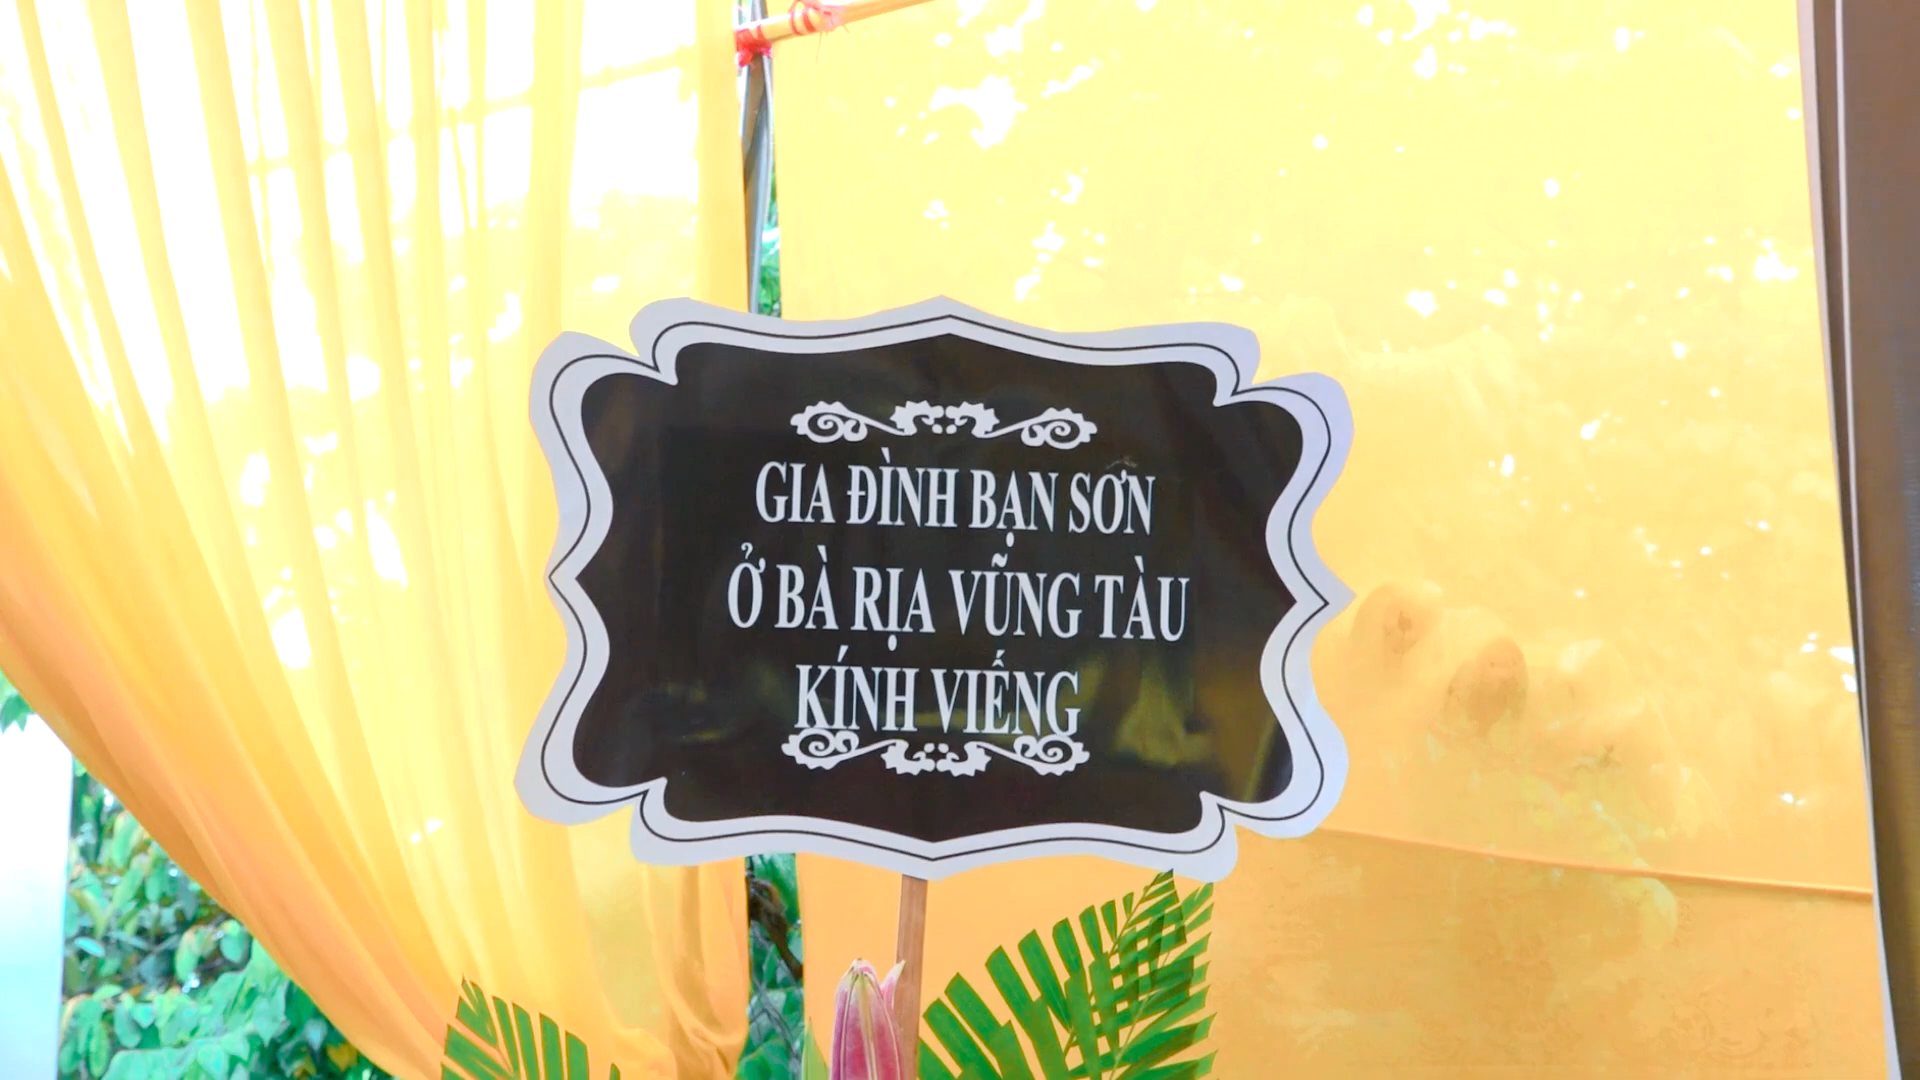 GIA ĐÌNH BẠN SƠN
Ở BÀ RỊA VŨNG TÀU
KÍNH VIẾNG